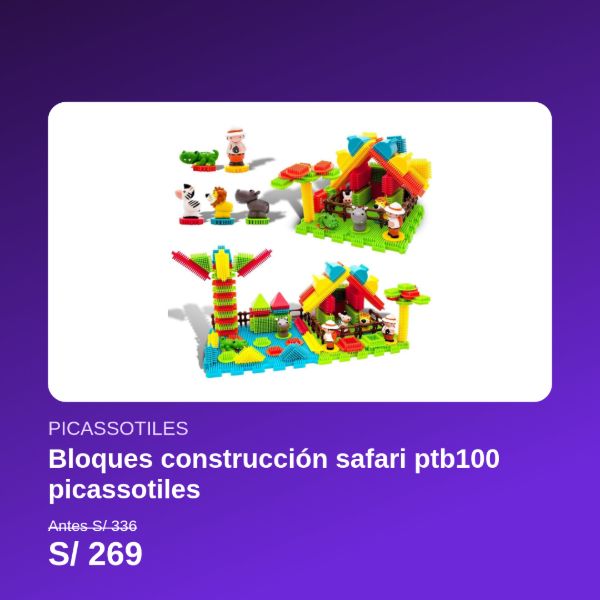 PICASSOTILES
Bloques construcción safari ptb100
picassotiles
Antes S/ 336
S/ 269